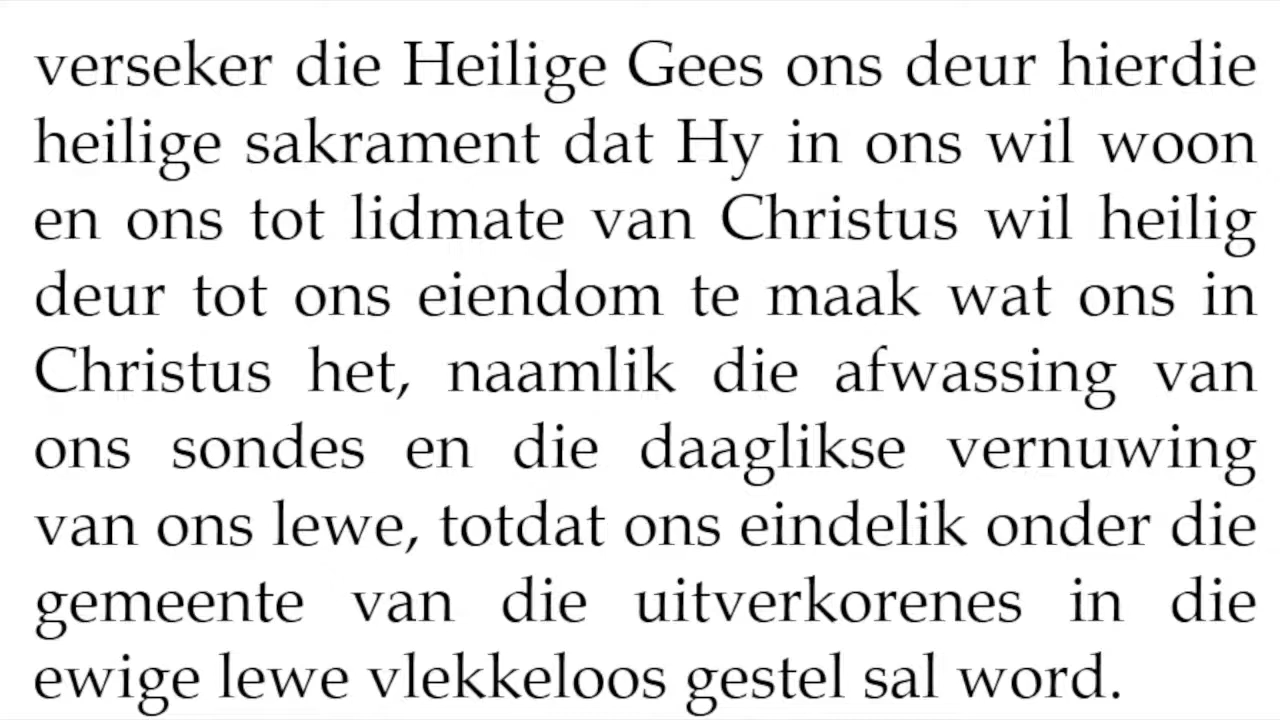 verseker die Heilige Gees ons deur hierdie
heilige sakrament dat Hy in ons wil woon
en ons tot lidmate van Christus wil heilig
deur tot ons eiendom te maak wat ons in
Christus het, naamlik die afwassing van
ons sondes en die daaglikse vernuwing
van ons lewe, totdat ons eindelik onder die
gemeente van die uitverkorenes in die
ewige lewe vlekkeloos gestel sal word.